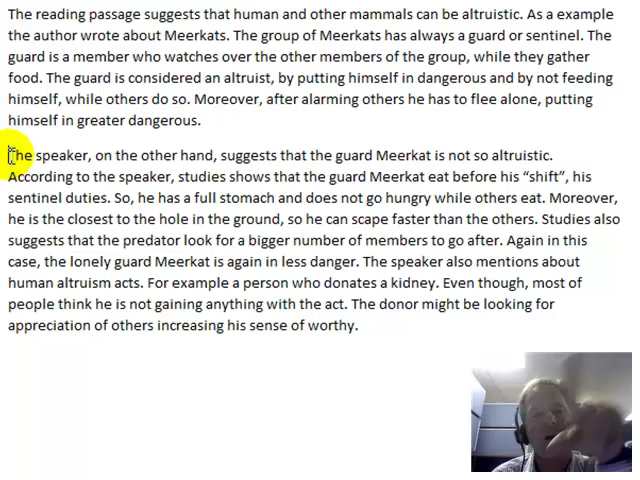 The reading passage suggests that human and other mammals can be altruistic. As a example
the author wrote about Meerkats. The group of Meerkats has always a guard or sentinel. The
guard is a member who watches over the other members of the group, while they gather
food. The guard is considered an altruist, by putting himself in dangerous and by not feeding
himself, while others do so. Moreover, after alarming others he has to flee alone, putting
himself in greater dangerous.
The speaker, on the other hand, suggests that the guard Meerkat is not so altruistic.
According to the speaker, studies shows that the guard Meerkat eat before his “shift”, his
sentinel duties. So, he has a full stomach and does not go hungry while others eat. Moreover,
he is the closest to the hole in the ground, so he can scape faster than the others. Studies also
suggests that the predator look for a bigger number of members to go after. Again in this
case, the lonely guard Meerkat is again in less danger. The speaker also mentions about
human altruism acts. For example a person who donates a kidney. Even though, most of
people think he is not gaining anything with the act. The donor might be looking for
appreciation of others increasing his sense of worthy.